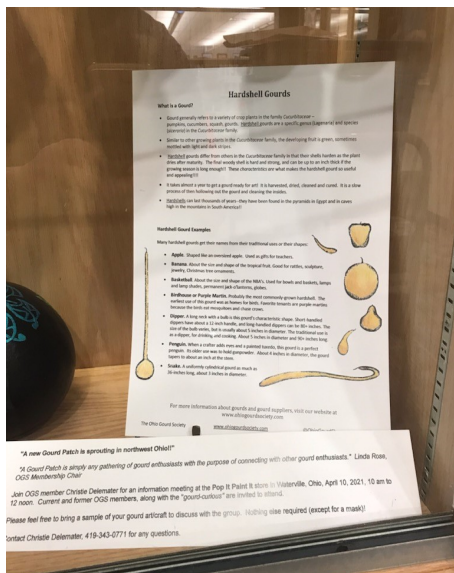 Hardshell Gourds
What is a Gourd?
Gourd generally refers to a variety of crop plants in the family Cucurbitaceae –
pumpkins, cucumbers, squash, gourds. Hardshell gourds are a specific genus (Lagenaria) and species
(siceraria) in the Cucurbitaceae family.
Similar to other growing plants in the Cucurbitaceae family, the developing fruit is green, sometimes
mottled with light and dark stripes.
Hardshell gourds differ from others in the Cucurbitaceae family in that their shells harden as the plant
dries after maturity. The final woody shell is hard and strong, and can be up to an inch thick if the
growing season is long enough!! These characteristics are what makes the hardshell gourd so useful
and appealing!!!
It takes almost a year to get a gourd ready for art! It is harvested, dried, cleaned and cured. It is a slow
process of then hollowing out the gourd and cleaning the insides.
Hardshells can last thousands of years- they have been found in the pyramids in Egypt and in caves
high in the mountains in South America!!
Hardshell Gourd Examples
Many hardshell gourds get their names from their traditional uses or their shapes:
Apple. Shaped like an oversized apple. Used as gifts for teachers.
Banana. About the size and shape of the tropical fruit. Great for rattles, sculpture,
jewelry, Christmas tree ornaments.
Basketball. About the size and shape of the NBA's. Used for bowls and baskets, lamps
and lamp shades, permanent jack-o'lanterns, globes.
Birdhouse or Purple Martin. Probably the most commonly-grown hardshell. The
earliest use of this gourd was as homes for birds. Favorite tenants are purple martins
because the birds eat mosquitoes and chase crows.
Dipper. A long neck with a bulb is this gourd's characteristic shape. Short-handled
dippers have about a 12 inch handle, and long-handled dippers can be 80+ inches. The
size of the bulb varies, but is usually about 5 inches in diameter. The traditional use is
as a dipper, for drinking and cooking. About 5 inches in diameter and 90+ inches long.
Penguin. When a crafter adds eyes and a painted tuxedo, this gourd is a perfect
penguin. Its older use was to hold gunpowder. About 4 inches in diameter, the gourd
tapers to about an inch at the stem.
Snake. A uniformly cylindrical gourd as much as
36 inches long, about 3 inches in diameter.
For more information about gourds and gourd suppliers, visit our website at
www.ohiogourdsociety.com
The Ohio Gourd Society www.ohiogourdsociety.com
"A new Gourd Patch is sprouting in northwest Ohio!!"
"A Gourd Patch is simply any gathering of gourd enthusiasts with the purpose of connecting with other gourd enthusiasts." Linda Rose,
OGS Membership Chair
Join OGS member Christie Delemater for an information meeting at the Pop It Paint It store in Waterville, Ohio, April 10, 2021, 10 am to
12 noon. Current and former OGS members, along with the "gourd-curious" are invited to attend.
Please feel free to bring a sample of your gourd art/craft to discuss with the group. Nothing else required (except for a mask)!
ontact Christie Delemater, 419-343-0771 for any questions.